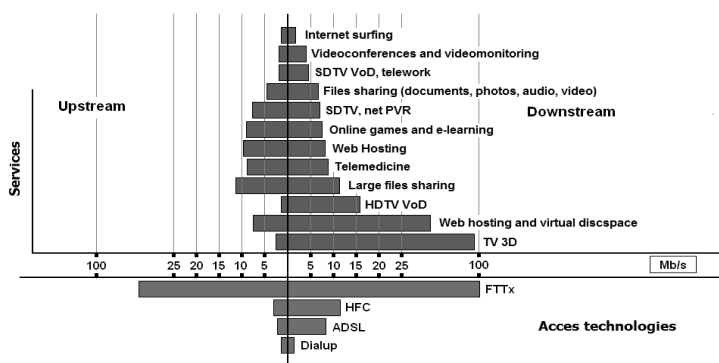 Internet surfing
Videoconferences and videomonitoring
SDTV VoD, telework
Files sharing (documents, photos, audio, video)
Upstream
SDTV, net PVR
Downstream
Online games and e-learning
Web Hosting
Telemedicine
Services
Large files sharing
HDTV VoD
Web hosting and virtual discspace
TV 3D
100 25 20 15 10 5 5 10 15 20 25 100 Mb/s
FTTx
HFC
ADSL
Acces technologies
Dialup